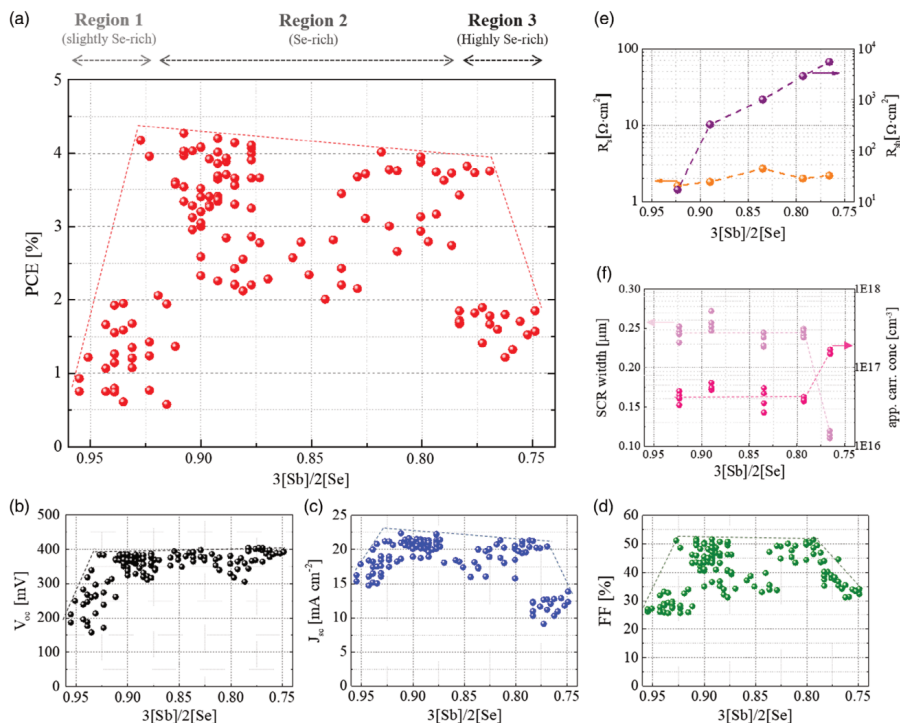 (a)
Region 1
(slightly Se-rich)
Region 2
(Se-rich)
Region 3
(Highly Se-rich)
5
4
3
2
1
0
PCE [%]
0.95
0.90
0.85
0.80
0.75
3[Sb]/2[Se]
(e)
100
10
1
R_s[Ω·cm²]
10⁵
10⁴
10³
10²
10¹
R_sh[Ω·cm²]
0.95
0.90
0.85
0.80
0.75
3[Sb]/2[Se]
(f)
0.30
0.25
0.20
0.15
0.10
SCR witdth [µm]
1E18
1E17
1E16
app. carr. conc (cm⁻³)
0.95
0.90
0.85
0.80
0.75
3[Sb]/2[Se]
(b)
500
400
300
200
100
0
V_oc [mV]
0.95
0.90
0.85
0.80
0.75
3[Sb]/2[Se]
(c)
25
20
15
10
5
0
J_sc [mA cm⁻²]
0.95
0.90
0.85
0.80
0.75
3[Sb]/2[Se]
(d)
60
50
40
30
20
10
0
FF [%]
0.95
0.90
0.85
0.80
0.75
3[Sb]/2[Se]